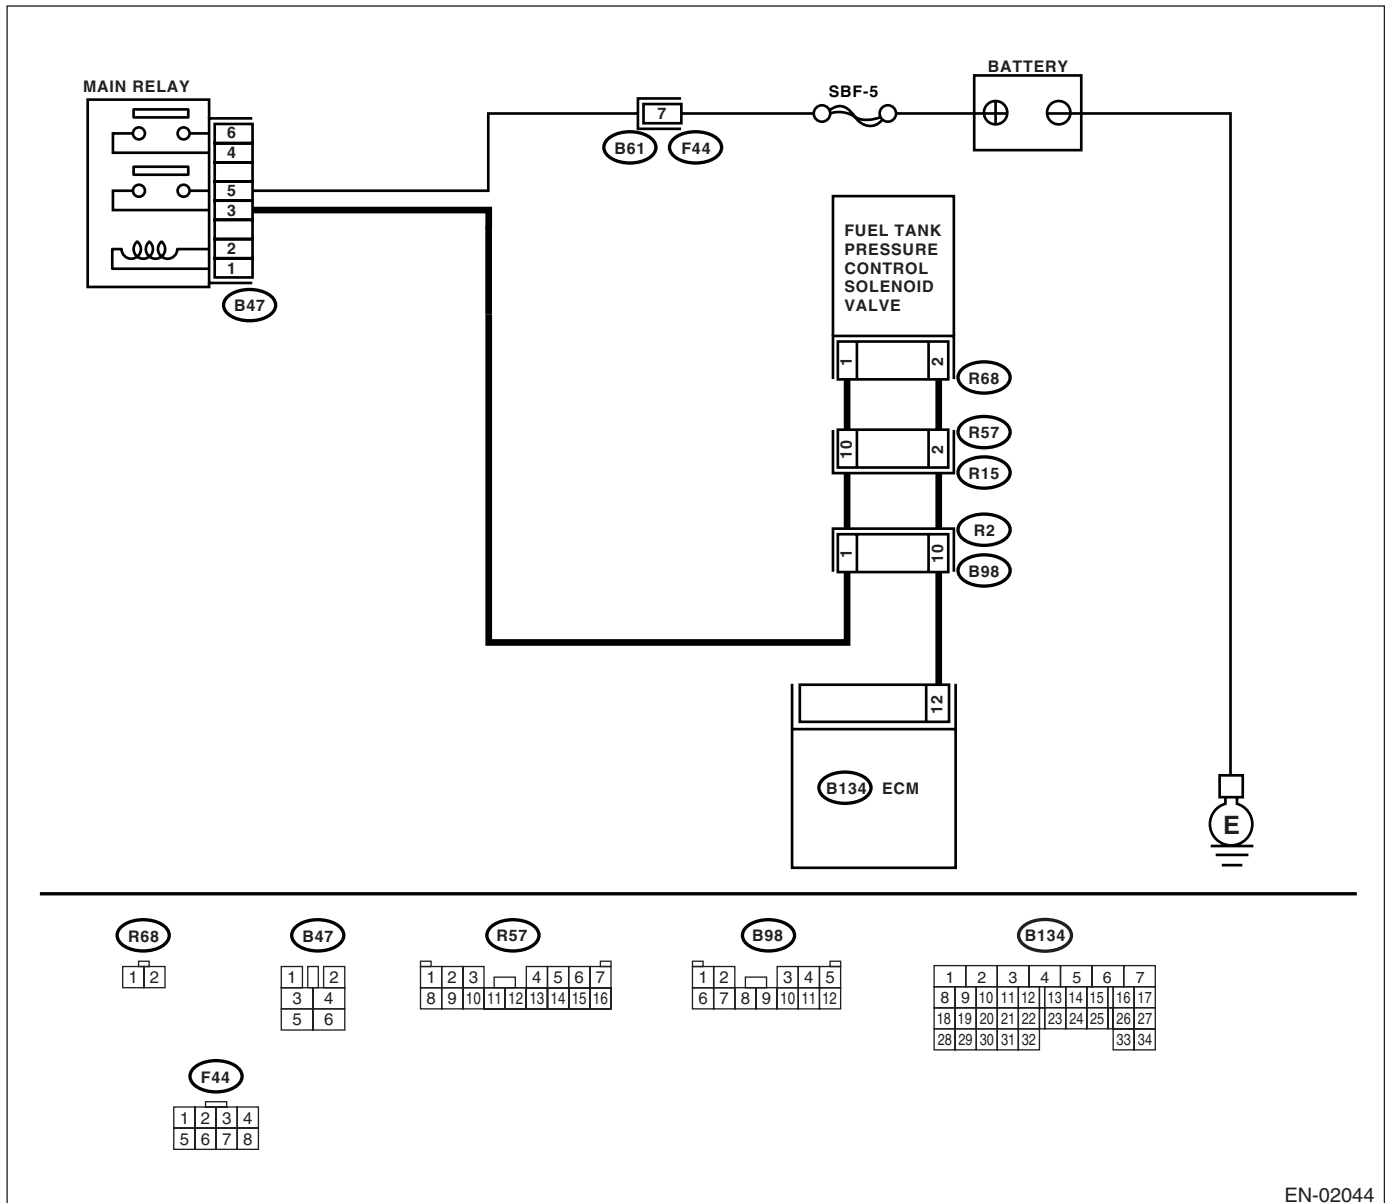 MAIN RELAY
6
4
5
3
2
1
B47
7
B61
F44
SBF-5
BATTERY
FUEL TANK
PRESSURE
CONTROL
SOLENOID
VALVE
1
2
R68
10
2
R57
R15
1
10
R2
B98
12
B134 ECM
E
R68
1 2
B47
1 2
3 4
5 6
R57
1 2 3 4 5 6 7
8 9 10 11 12 13 14 15 16
B98
1 2 3 4 5
6 7 8 9 10 11 12
B134
1 2 3 4 5 6 7
8 9 10 11 12 13 14 15 16 17
18 19 20 21 22 23 24 25 26 27
28 29 30 31 32 33 34
F44
1 2 3 4
5 6 7 8
EN-02044